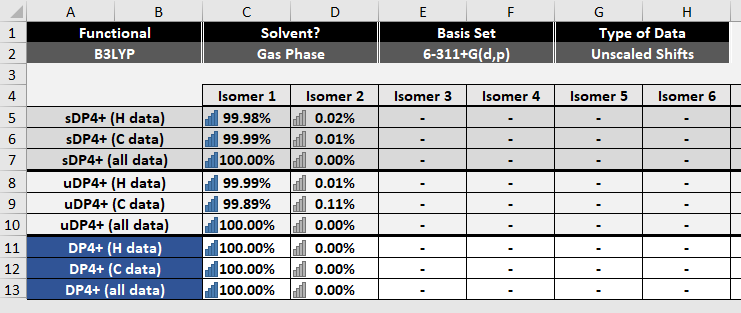 A B C D E F G H
1 Functional Solvent? Basis Set Type of Data
2 B3LYP Gas Phase 6-311+G(d,p) Unscaled Shifts
3
4 Isomer 1 Isomer 2 Isomer 3 Isomer 4 Isomer 5 Isomer 6
5 sDP4+ (H data) 99.98% 0.02% - - - -
6 sDP4+ (C data) 99.99% 0.01% - - - -
7 sDP4+ (all data) 100.00% 0.00% - - - -
8 uDP4+ (H data) 99.99% 0.01% - - - -
9 uDP4+ (C data) 99.89% 0.11% - - - -
10 uDP4+ (all data) 100.00% 0.00% - - - -
11 DP4+ (H data) 100.00% 0.00% - - - -
12 DP4+ (C data) 100.00% 0.00% - - - -
13 DP4+ (all data) 100.00% 0.00% - - - -